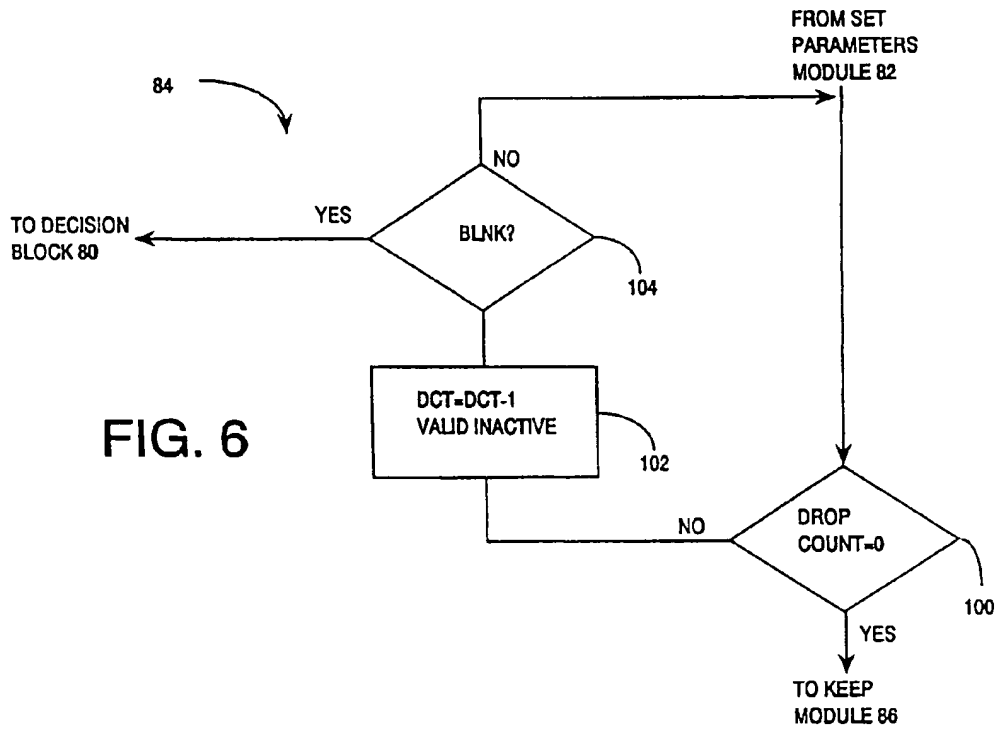 FROM SET
PARAMETERS
MODULE 82
84
NO
YES
TO DECISION
BLOCK 80
BLNK?
104
DCT=DCT-1
VALID INACTIVE
FIG. 6
102
NO
DROP
COUNT=0
100
YES
TO KEEP
MODULE 86